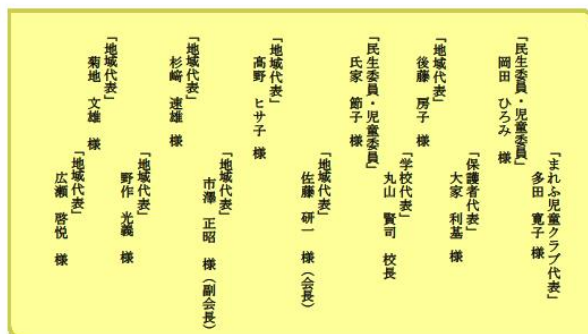 「まれふ児童クラブ代表」
多田 寛子 様
「民生委員・児童委員」
岡田 ひろみ 様
「保護者代表」
大家 利基 様
「地域代表」
後藤 房子 様
「学校代表」
丸山 賢司 校長
「民生委員・児童委員」
氏家 節子 様
「地域代表」
佐藤 研一 様(会長)
「地域代表」
髙野 ヒサ子 様
「地域代表」
市澤 正昭 様(副会長)
「地域代表」
杉﨑 速雄 様
「地域代表」
野作 光義 様
「地域代表」
菊地 文雄 様
「地域代表」
広瀬 啓悦 様